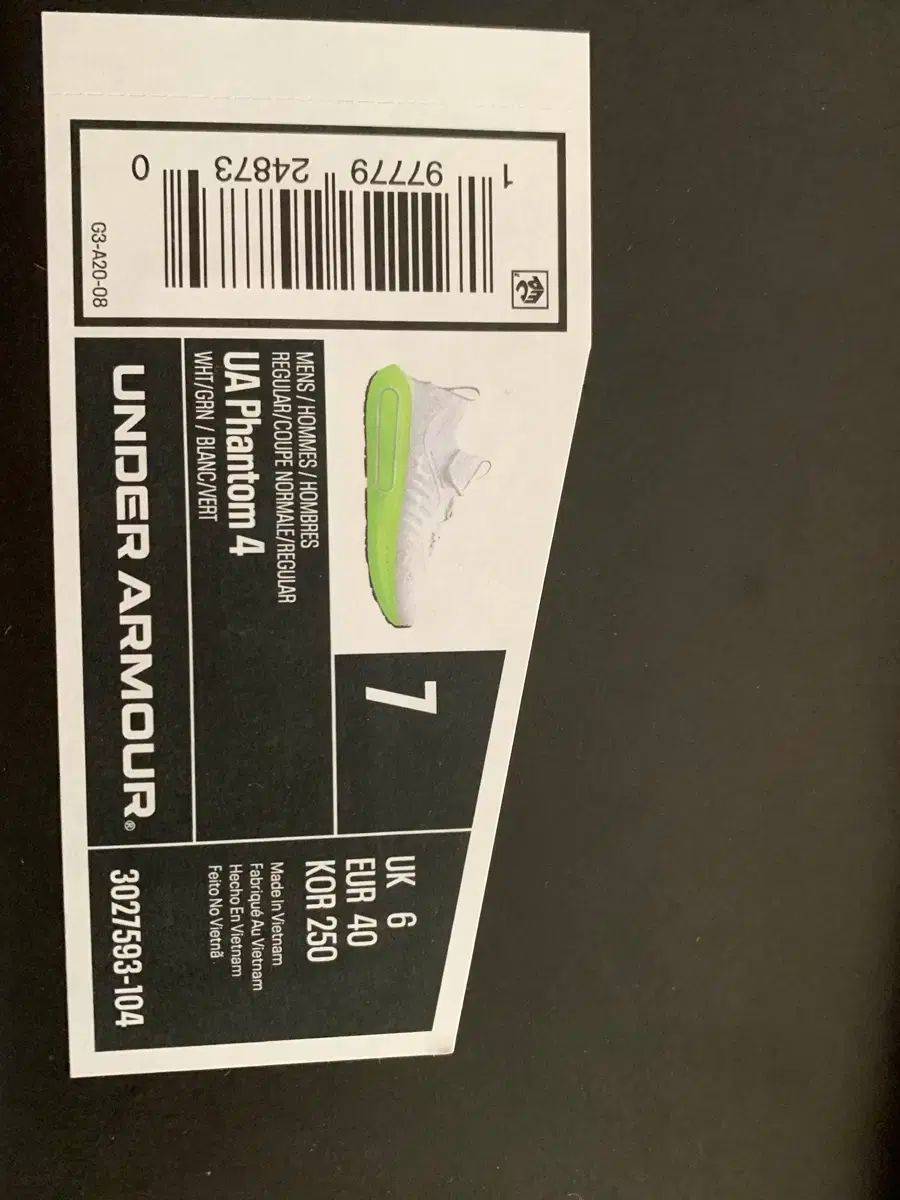 1 97779 24873 0
G3-A20-08
MENS / HOMMES / HOMBRES
REGULAR/COUPE NORMALE/REGULAR
UA Phantom 4
WHT/GRN / BLANC/VERT
UNDER ARMOUR®
7
UK 6
EUR 40
KOR 250
Made In Vietnam
Fabriqué Au Vietnam
Hecho En Vietnam
Feito No Vietnã
3027593-104